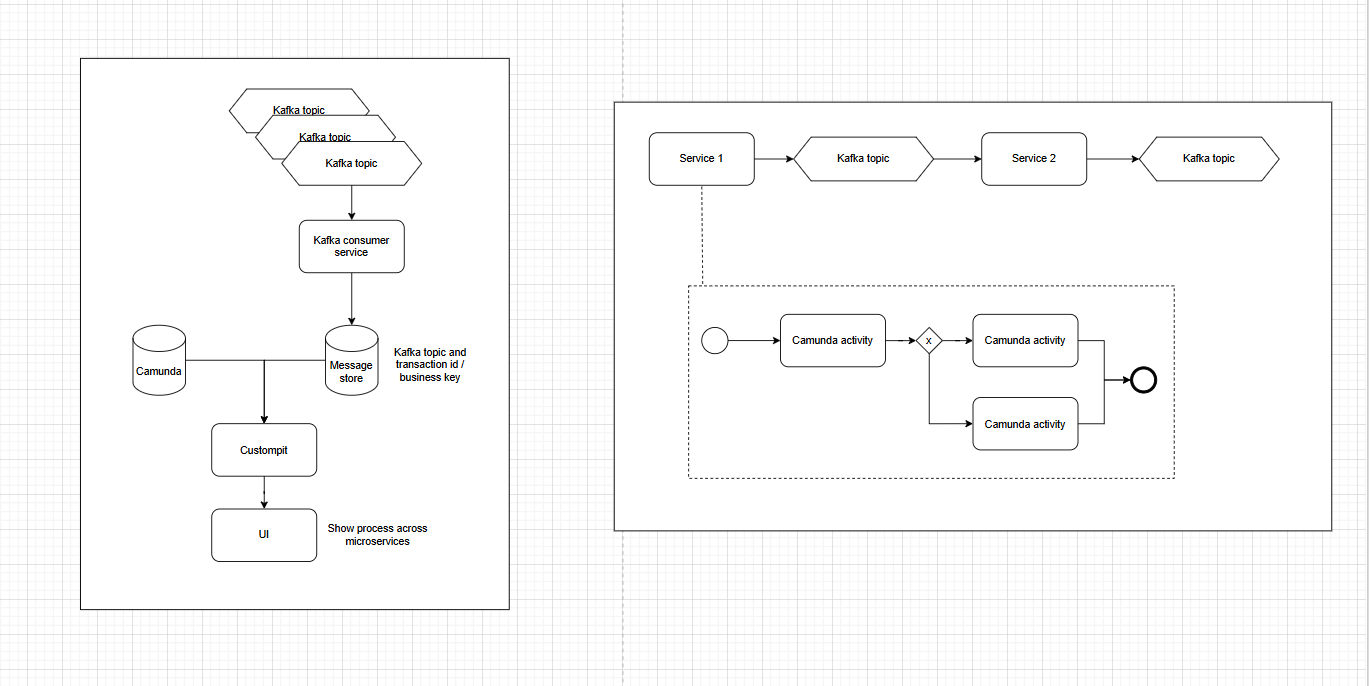 Kafka topic
Kafka topic
Kafka topic
Kafka consumer
service
Camunda
Message
store
Kafka topic and
transaction id /
business key
Custompit
UI
Show process across
microservices
Service 1
Kafka topic
Service 2
Kafka topic
Camunda activity
x
Camunda activity
Camunda activity